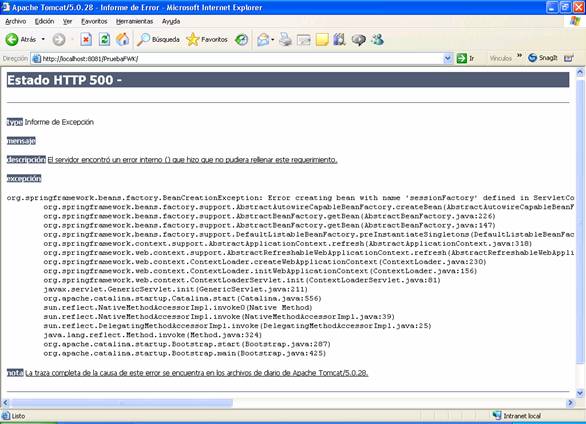 Apache Tomcat/5.0.28 - Informe de Error - Microsoft Internet Explorer
Archivo Edición Ver Favoritos Herramientas Ayuda
Atrás Búsqueda Favoritos
Dirección http://localhost:8081/PruebaFWK/ Ir Vínculos » SnagIt
Estado HTTP 500 -
type Informe de Excepción
mensaje
descripción El servidor encontró un error interno () que hizo que no pudiera rellenar este requerimiento.
excepción
org.springframework.beans.factory.BeanCreationException: Error creating bean with name 'sessionFactory' defined in ServletCo
org.springframework.beans.factory.support.AbstractAutowireCapableBeanFactory.createBean(AbstractAutowireCapableBeanF
org.springframework.beans.factory.support.AbstractBeanFactory.getBean(AbstractBeanFactory.java:226)
org.springframework.beans.factory.support.AbstractBeanFactory.getBean(AbstractBeanFactory.java:147)
org.springframework.beans.factory.support.DefaultListableBeanFactory.preInstantiateSingletons(DefaultListableBeanFac
org.springframework.context.support.AbstractApplicationContext.refresh(AbstractApplicationContext.java:318)
org.springframework.web.context.support.AbstractRefreshableWebApplicationContext.refresh(AbstractRefreshableWebAppli
org.springframework.web.context.ContextLoader.createWebApplicationContext(ContextLoader.java:230)
org.springframework.web.context.ContextLoader.initWebApplicationContext(ContextLoader.java:156)
org.springframework.web.context.ContextLoaderServlet.init(ContextLoaderServlet.java:81)
javax.servlet.GenericServlet.init(GenericServlet.java:211)
org.apache.catalina.startup.Catalina.start(Catalina.java:556)
sun.reflect.NativeMethodAccessorImpl.invoke0(Native Method)
sun.reflect.NativeMethodAccessorImpl.invoke(NativeMethodAccessorImpl.java:39)
sun.reflect.DelegatingMethodAccessorImpl.invoke(DelegatingMethodAccessorImpl.java:25)
java.lang.reflect.Method.invoke(Method.java:324)
org.apache.catalina.startup.Bootstrap.start(Bootstrap.java:287)
org.apache.catalina.startup.Bootstrap.main(Bootstrap.java:425)
nota La traza completa de la causa de este error se encuentra en los archivos de diario de Apache Tomcat/5.0.28.
Listo Intranet local